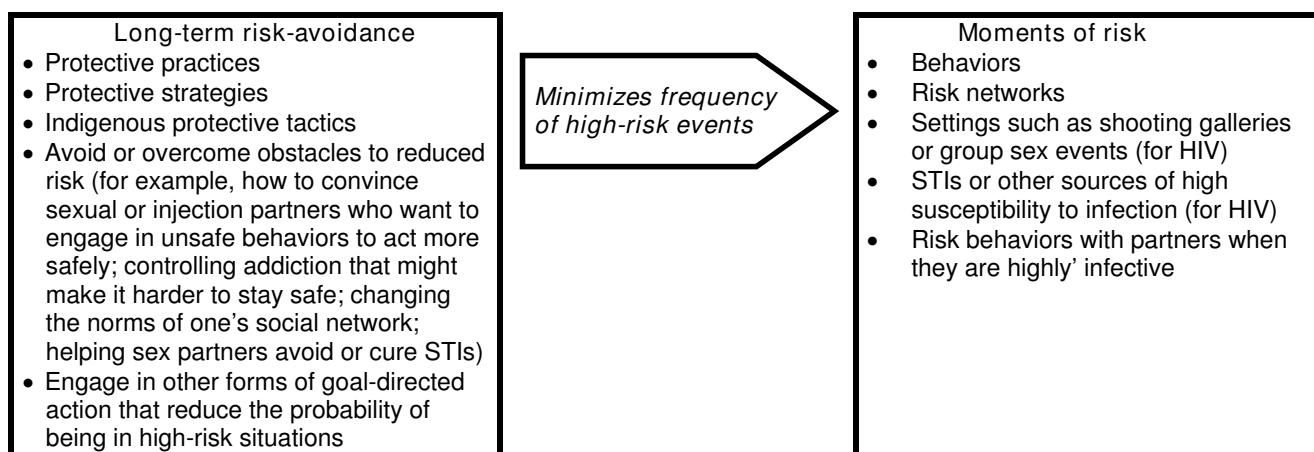 Long-term risk-avoidance
• Protective practices
• Protective strategies
• Indigenous protective tactics
• Avoid or overcome obstacles to reduced
risk (for example, how to convince
sexual or injection partners who want to
engage in unsafe behaviors to act more
safely; controlling addiction that might
make it harder to stay safe; changing
the norms of one’s social network;
helping sex partners avoid or cure STIs)
• Engage in other forms of goal-directed
action that reduce the probability of
being in high-risk situations
Minimizes frequency
of high-risk events
Moments of risk
• Behaviors
• Risk networks
• Settings such as shooting galleries
or group sex events (for HIV)
• STIs or other sources of high
susceptibility to infection (for HIV)
• Risk behaviors with partners when
they are highly’ infective